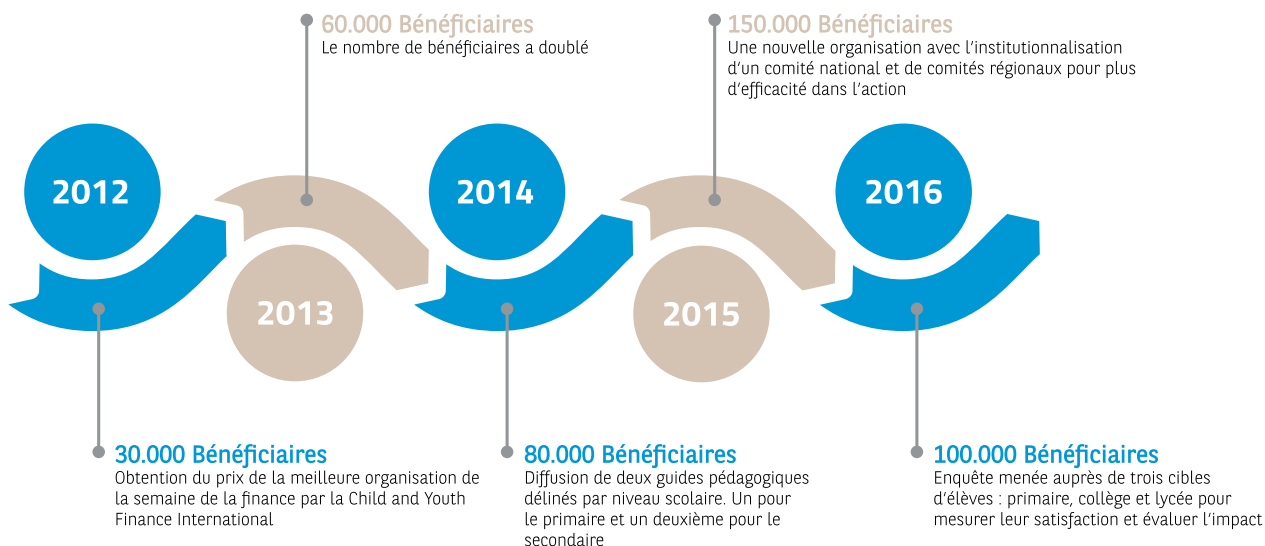 60.000 Bénéficiaires
Le nombre de bénéficiaires a doublé
150.000 Bénéficiaires
Une nouvelle organisation avec l'institutionnalisation
d'un comité national et de comités régionaux pour plus
d'efficacité dans l'action
2012
2013
2014
2015
2016
30.000 Bénéficiaires
Obtention du prix de la meilleure organisation de
la semaine de la finance par la Child and Youth
Finance International
80.000 Bénéficiaires
Diffusion de deux guides pédagogiques
délinés par niveau scolaire. Un pour
le primaire et un deuxième pour le
secondaire
100.000 Bénéficiaires
Enquête menée auprès de trois cibles
d'élèves : primaire, collège et lycée pour
mesurer leur satisfaction et évaluer l'impact